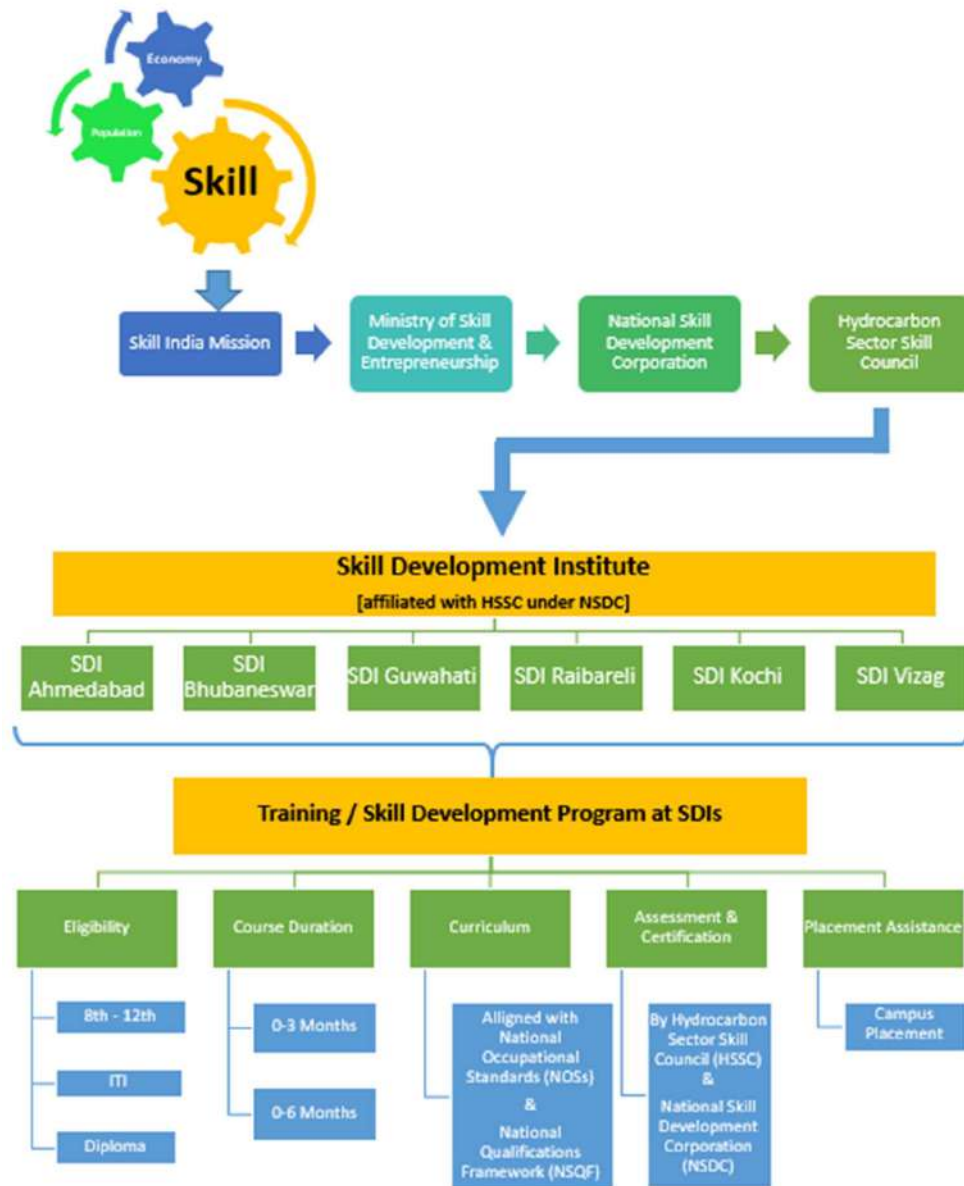 Economy
Population
Skill
Skill India Mission
Ministry of Skill
Development &
Entrepreneurship
National Skill
Development
Corporation
Hydrocarbon
Sector Skill
Council
Skill Development Institute
[affiliated with HSSC under NSDC]
SDI
Ahmedabad
SDI
Bhubaneswar
SDI Guwahati
SDI Raibareli
SDI Kochi
SDI Vizag
Training / Skill Development Program at SDIs
Eligibility
8th - 12th
ITI
Diploma
Course Duration
0-3 Months
0-6 Months
Curriculum
Alligned with
National
Occupational
Standards (NOSs)
&
National
Qualifications
Framework (NSQF)
Assessment &
Certification
By Hydrocarbon
Sector Skill
Council (HSSC)
&
National Skill
Development
Corporation
(NSDC)
Placement Assistance
Campus
Placement